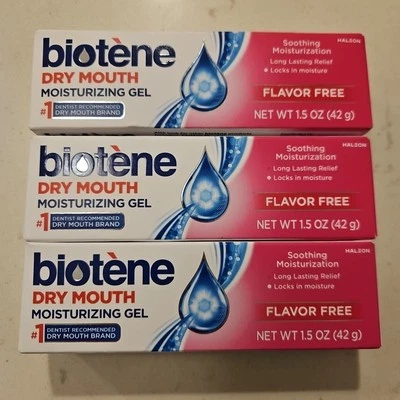 biotène
DRY MOUTH
MOISTURIZING GEL
#1 DENTIST RECOMMENDED
DRY MOUTH BRAND
HALEON
Soothing
Moisturization
Long Lasting Relief
• Locks in moisture
FLAVOR FREE
NET WT 1.5 OZ (42 g)
biotène
DRY MOUTH
MOISTURIZING GEL
#1 DENTIST RECOMMENDED
DRY MOUTH BRAND
HALEON
Soothing
Moisturization
Long Lasting Relief
• Locks in moisture
FLAVOR FREE
NET WT 1.5 OZ (42 g)
biotène
DRY MOUTH
MOISTURIZING GEL
#1 DENTIST RECOMMENDED
DRY MOUTH BRAND
HALEON
Soothing
Moisturization
Long Lasting Relief
• Locks in moisture
FLAVOR FREE
NET WT 1.5 OZ (42 g)